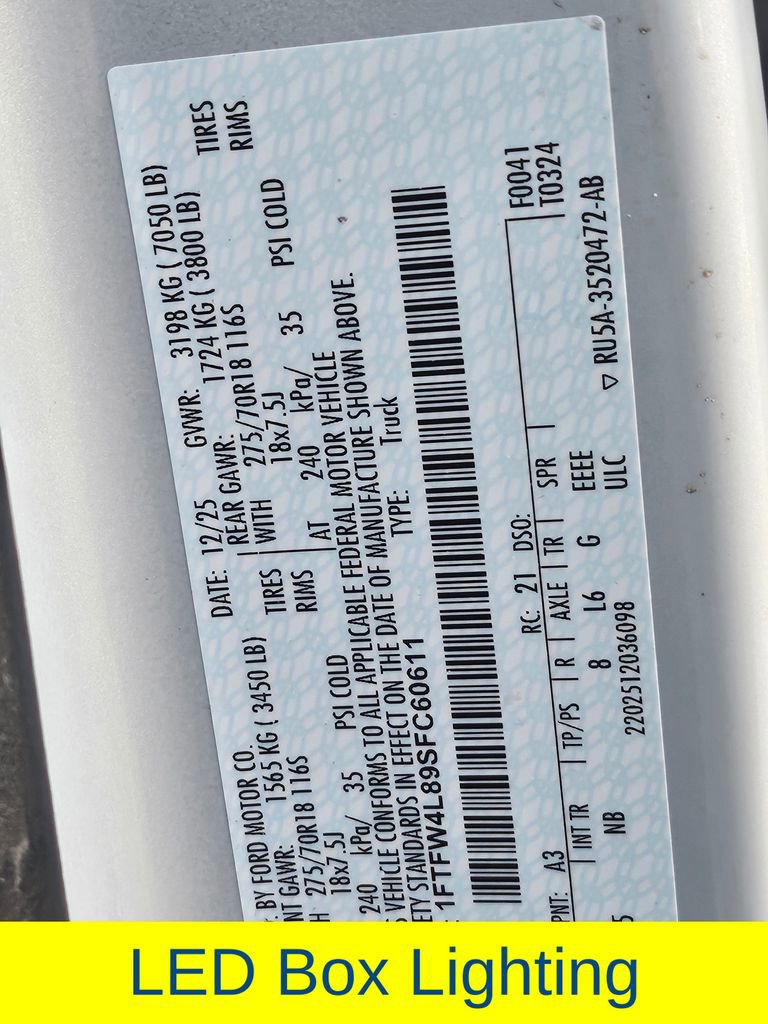 . BY FORD MOTOR CO. DATE: 12/25 GVWR: 3198 KG ( 7050 LB)
NT GAWR: 1565 KG ( 3450 LB) REAR GAWR: 1724 KG ( 3800 LB)
H 275/70R18 116S TIRES WITH 275/70R18 116S TIRES
18x7.5J RIMS 18x7.5J RIMS
240 kPa/ 35 PSI COLD AT 240 kPa/ 35 PSI COLD
VEHICLE CONFORMS TO ALL APPLICABLE FEDERAL MOTOR VEHICLE
ETY STANDARDS IN EFFECT ON THE DATE OF MANUFACTURE SHOWN ABOVE.
1FTFW4L89SFC60611 TYPE: Truck
F0041
T0324
PNT: A3 RC: 21 DSO:
INT TR TP/PS R AXLE TR SPR
5 NB 8 L6 G EEEE
2202512036098 ULC
▽ RU5A-3520472-AB
LED Box Lighting